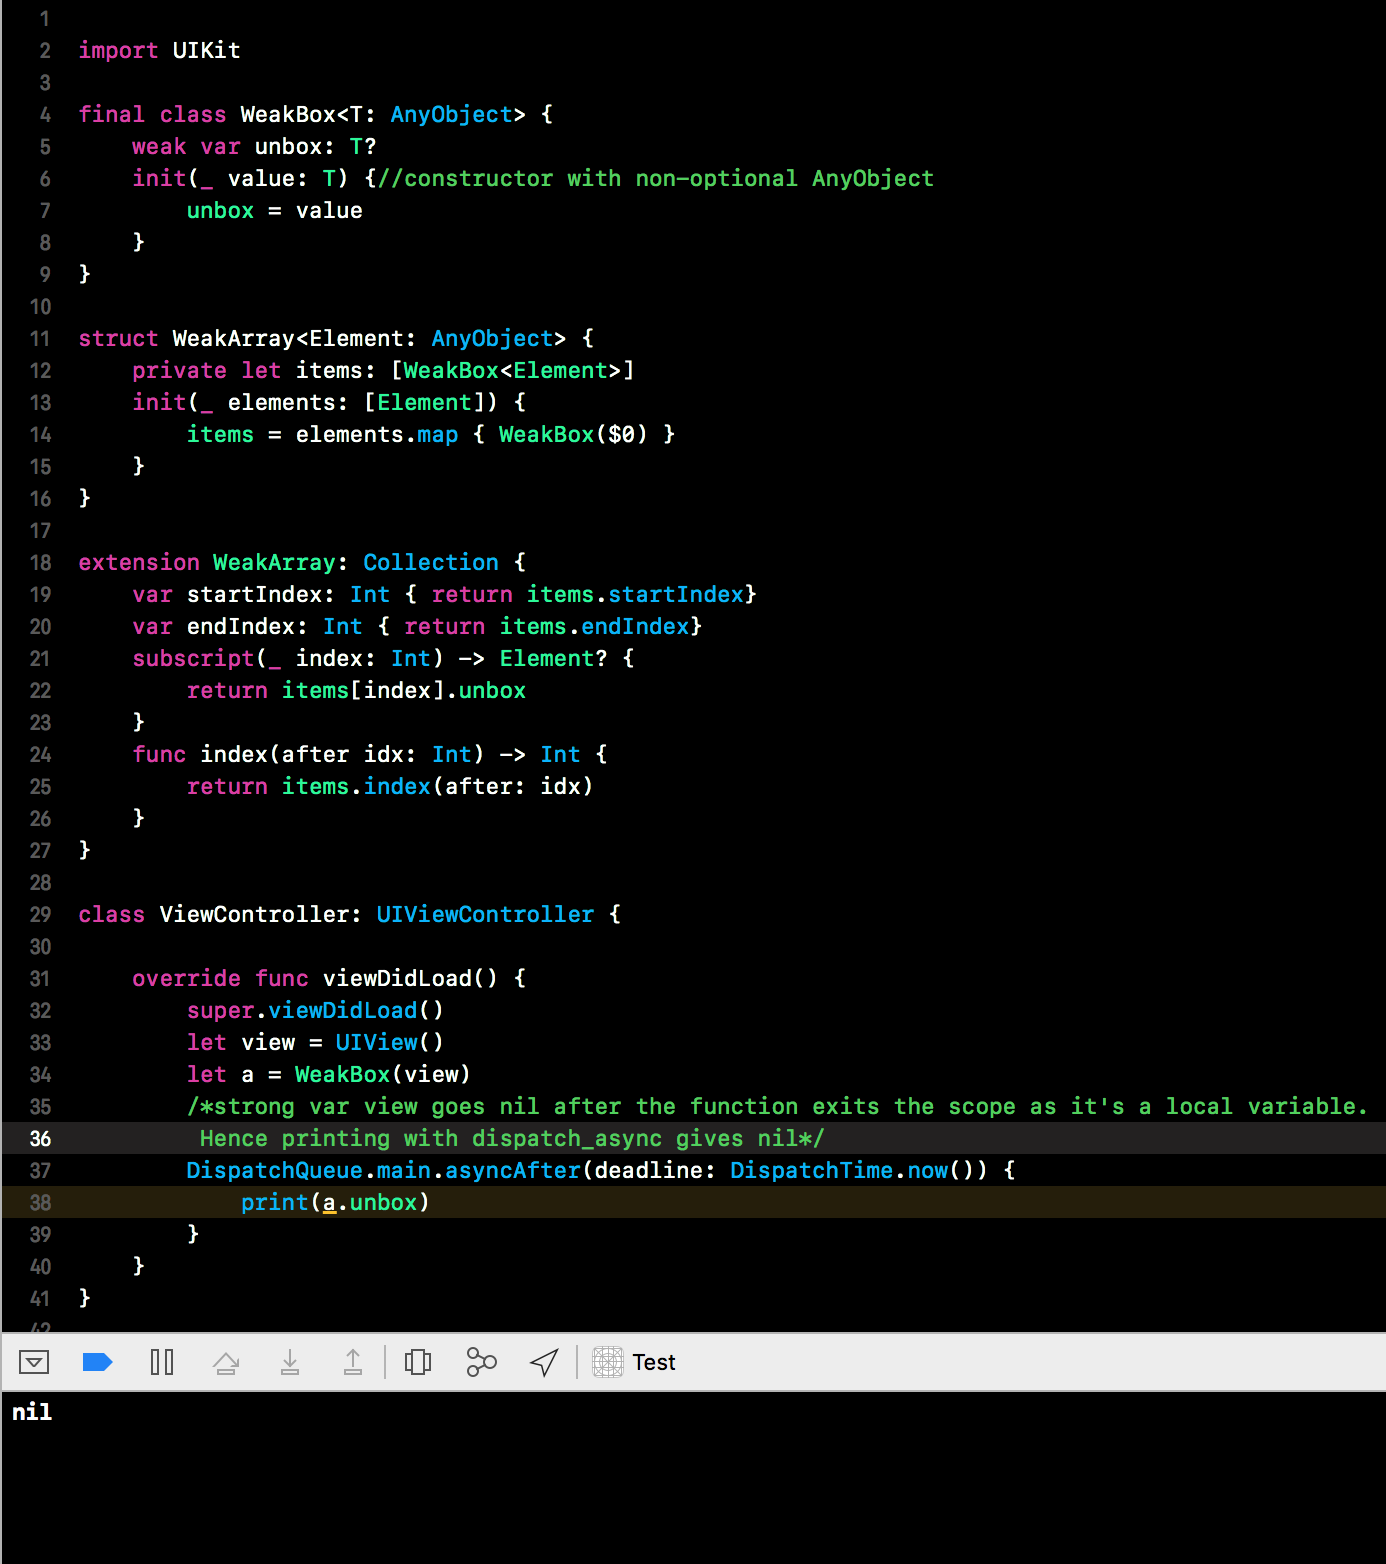 1
2 import UIKit
3
4 final class WeakBox<T: AnyObject> {
5     weak var unbox: T?
6     init(_ value: T) {//constructor with non-optional AnyObject
7         unbox = value
8     }
9 }
10
11 struct WeakArray<Element: AnyObject> {
12     private let items: [WeakBox<Element>]
13     init(_ elements: [Element]) {
14         items = elements.map { WeakBox($0) }
15     }
16 }
17
18 extension WeakArray: Collection {
19     var startIndex: Int { return items.startIndex}
20     var endIndex: Int { return items.endIndex}
21     subscript(_ index: Int) -> Element? {
22         return items[index].unbox
23     }
24     func index(after idx: Int) -> Int {
25         return items.index(after: idx)
26     }
27 }
28
29 class ViewController: UIViewController {
30
31     override func viewDidLoad() {
32         super.viewDidLoad()
33         let view = UIView()
34         let a = WeakBox(view)
35         /*strong var view goes nil after the function exits the scope as it's a local variable.
36          Hence printing with dispatch_async gives nil*/
37         DispatchQueue.main.asyncAfter(deadline: DispatchTime.now()) {
38             print(a.unbox)
39         }
40     }
41 }
42
Test
nil